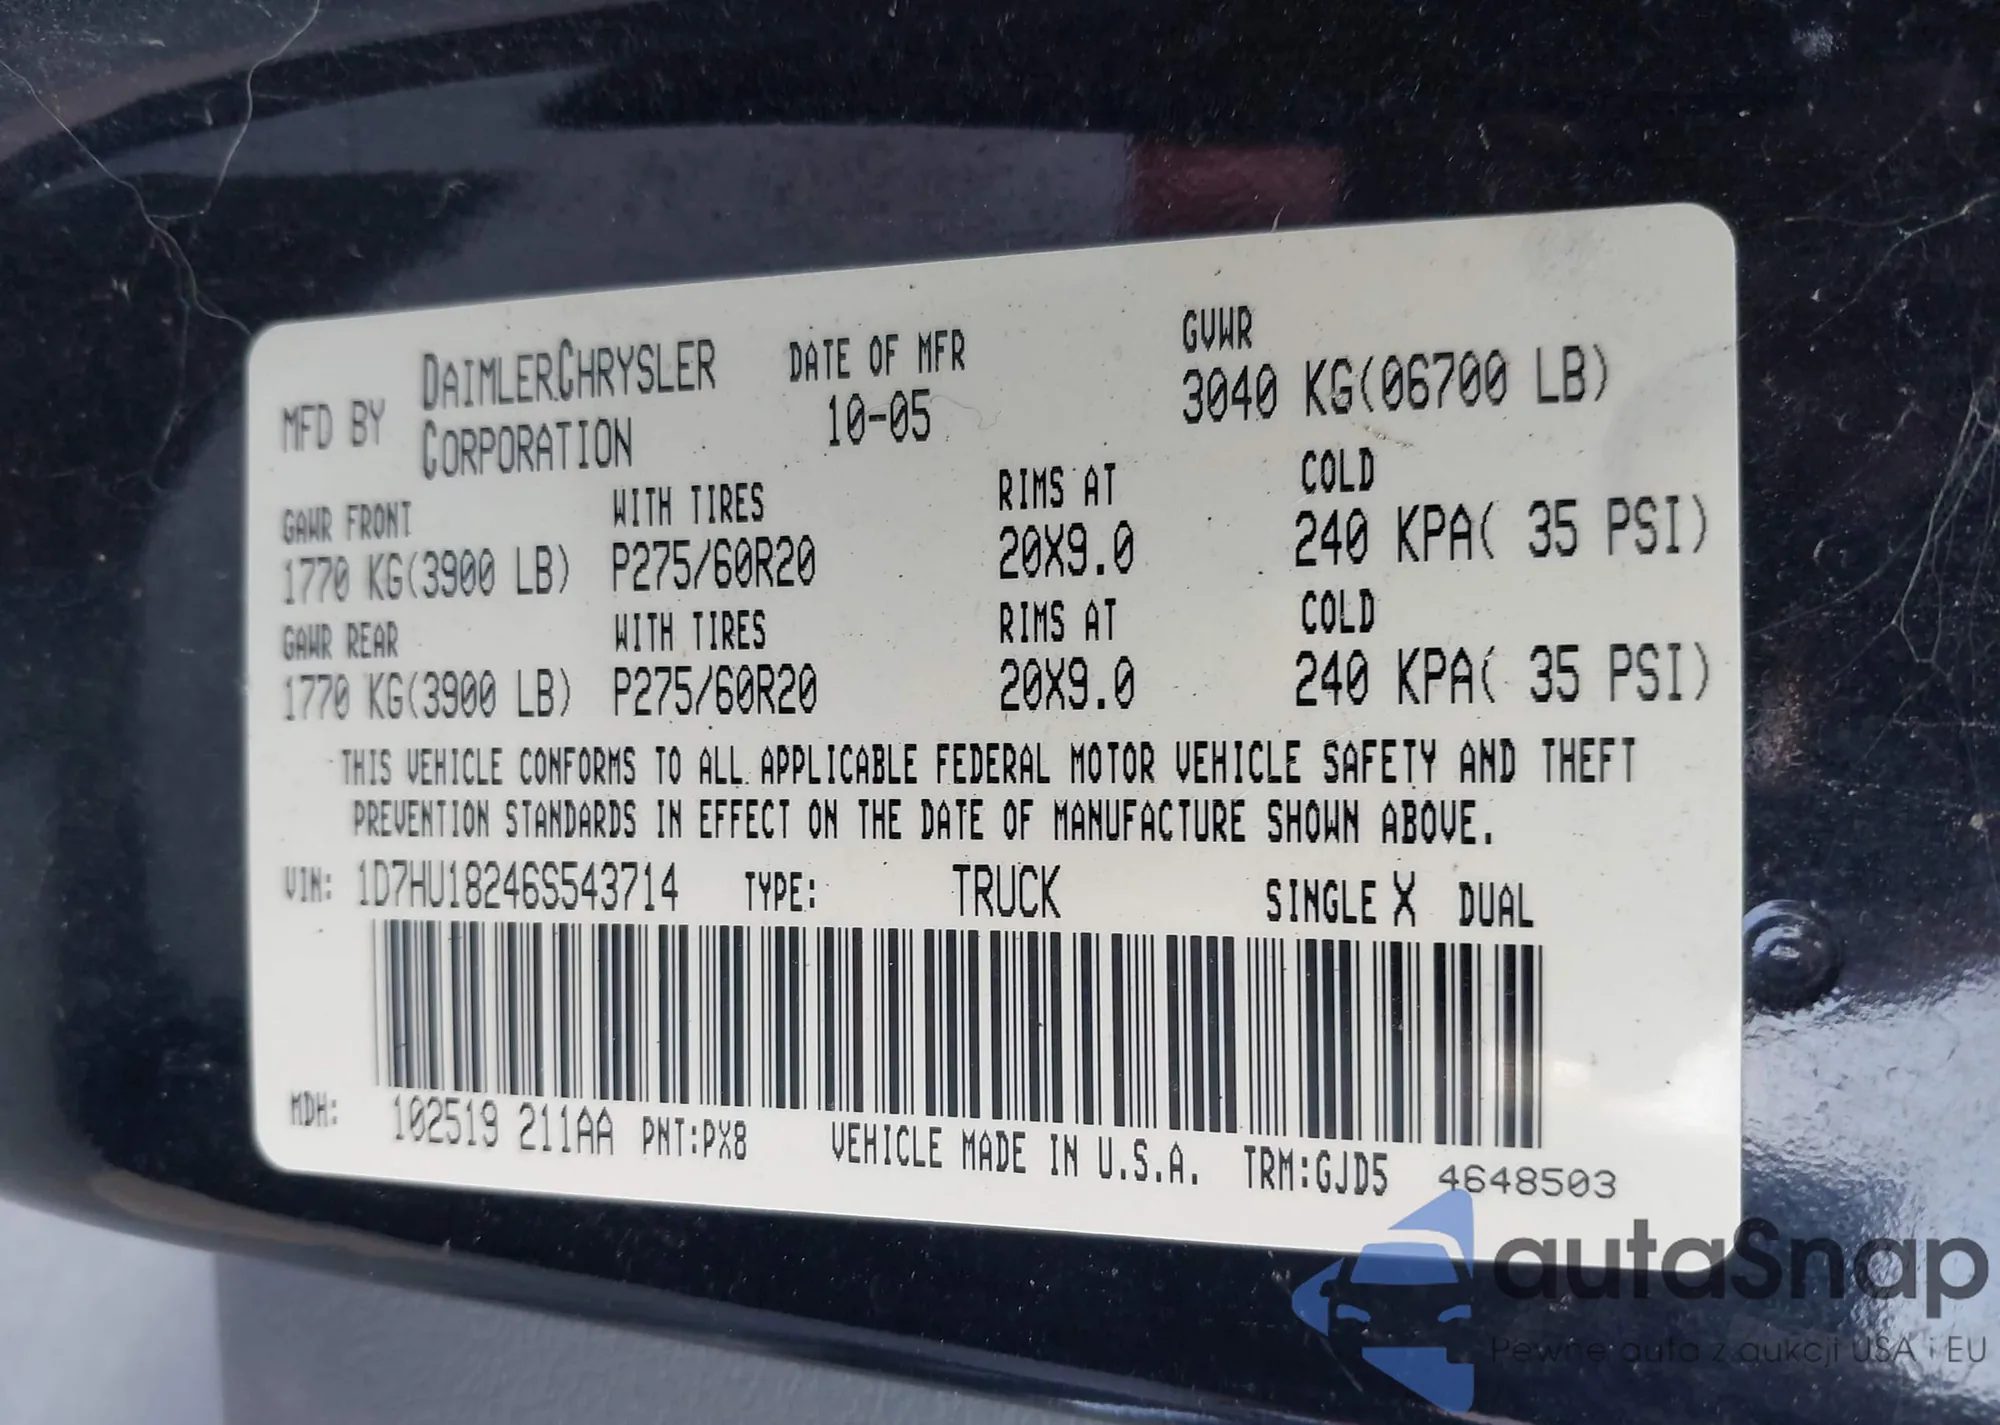 MFD BY DAIMLERCHRYSLER CORPORATION DATE OF MFR 10-05 GVWR 3040 KG(06700 LB)
GAWR FRONT WITH TIRES RIMS AT COLD
1770 KG(3900 LB) P275/60R20 20X9.0 240 KPA( 35 PSI)
GAWR REAR WITH TIRES RIMS AT COLD
1770 KG(3900 LB) P275/60R20 20X9.0 240 KPA( 35 PSI)
THIS VEHICLE CONFORMS TO ALL APPLICABLE FEDERAL MOTOR VEHICLE SAFETY AND THEFT
PREVENTION STANDARDS IN EFFECT ON THE DATE OF MANUFACTURE SHOWN ABOVE.
VIN: 1D7HU18246S543714 TYPE: TRUCK SINGLE X DUAL
MDH: 102519 211AA PNT:PX8 VEHICLE MADE IN U.S.A. TRM:GJD5 4648503
autaSnap
Pewne auta z aukcji USA i EU